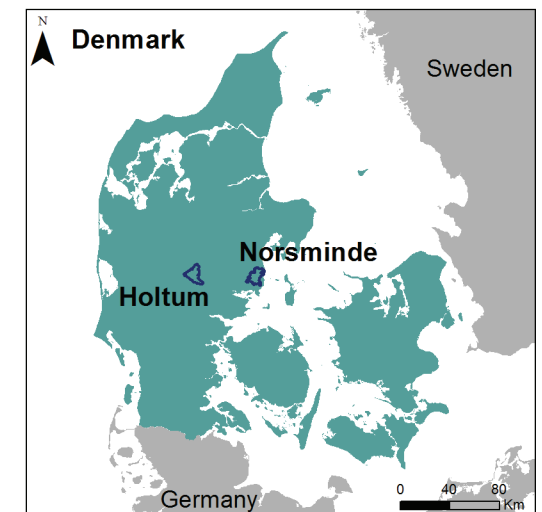 N
Denmark
Sweden
Norsminde
Holtum
0 40 80
Km
Germany